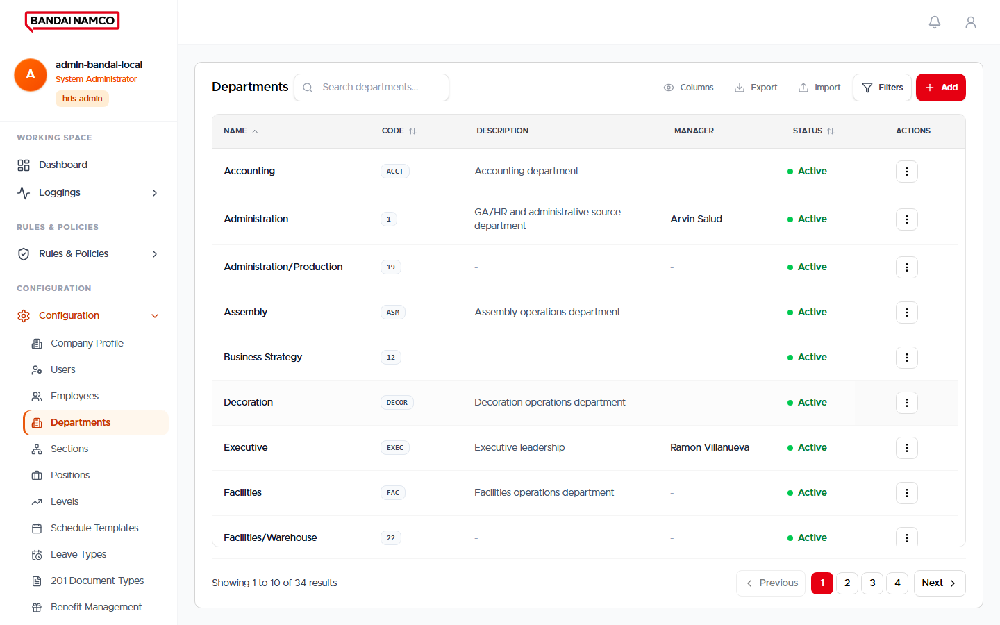 BANDAI NAMCO
A
admin-bandai-local
System Administrator
hris-admin
WORKING SPACE
Dashboard
Loggings
RULES & POLICIES
Rules & Policies
CONFIGURATION
Configuration
Company Profile
Users
Employees
Departments
Sections
Positions
Levels
Schedule Templates
Leave Types
201 Document Types
Benefit Management
Departments
Search departments...
Columns
Export
Import
Filters
Add
NAME CODE DESCRIPTION MANAGER STATUS ACTIONS
Accounting ACCT Accounting department - Active
Administration 1 GA/HR and administrative source department Arvin Salud Active
Administration/Production 19 - - Active
Assembly ASM Assembly operations department - Active
Business Strategy 12 - - Active
Decoration DECOR Decoration operations department - Active
Executive EXEC Executive leadership Ramon Villanueva Active
Facilities FAC Facilities operations department - Active
Facilities/Warehouse 22 - - Active
Showing 1 to 10 of 34 results
Previous 1 2 3 4 Next